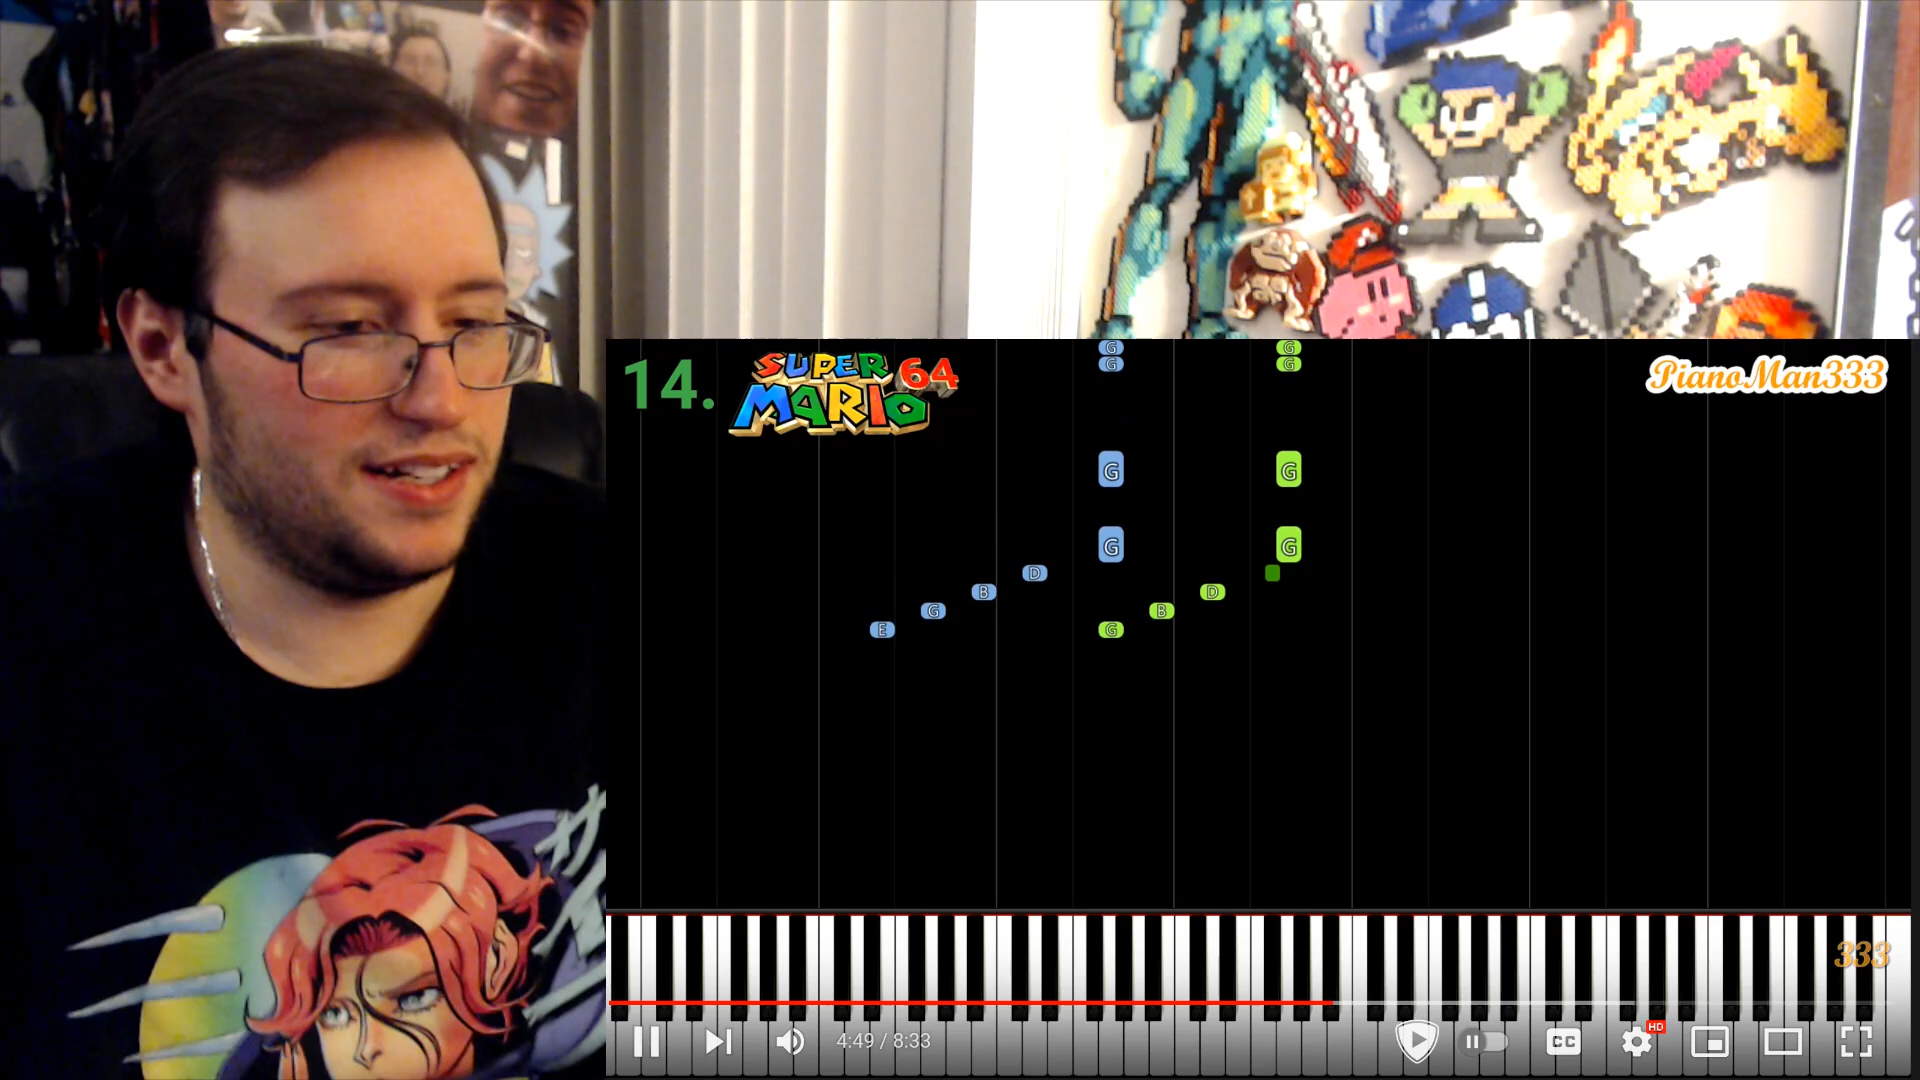 14.
SUPER
MARIO 64
PianoMan333
G G
G G
G G
G G
D
B D
G B
E G
333
4:49 / 8:33
CC
HD